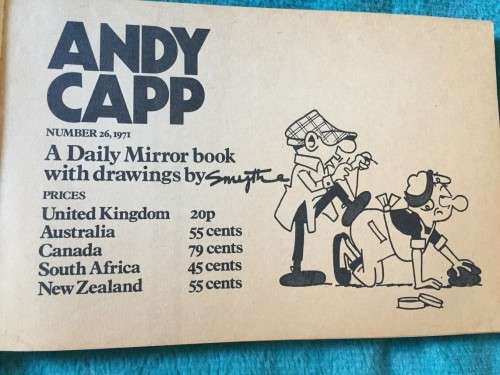 ANDY
CAPP
NUMBER 26, 1971
A Daily Mirror book
with drawings by Smythe
PRICES
United Kingdom 20p
Australia 55 cents
Canada 79 cents
South Africa 45 cents
New Zealand 55 cents